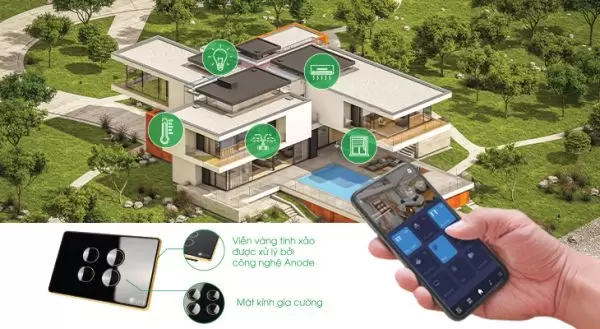 Viền vàng tinh xảo
được xử lý bởi
công nghệ Anode
Mặt kính gia cường